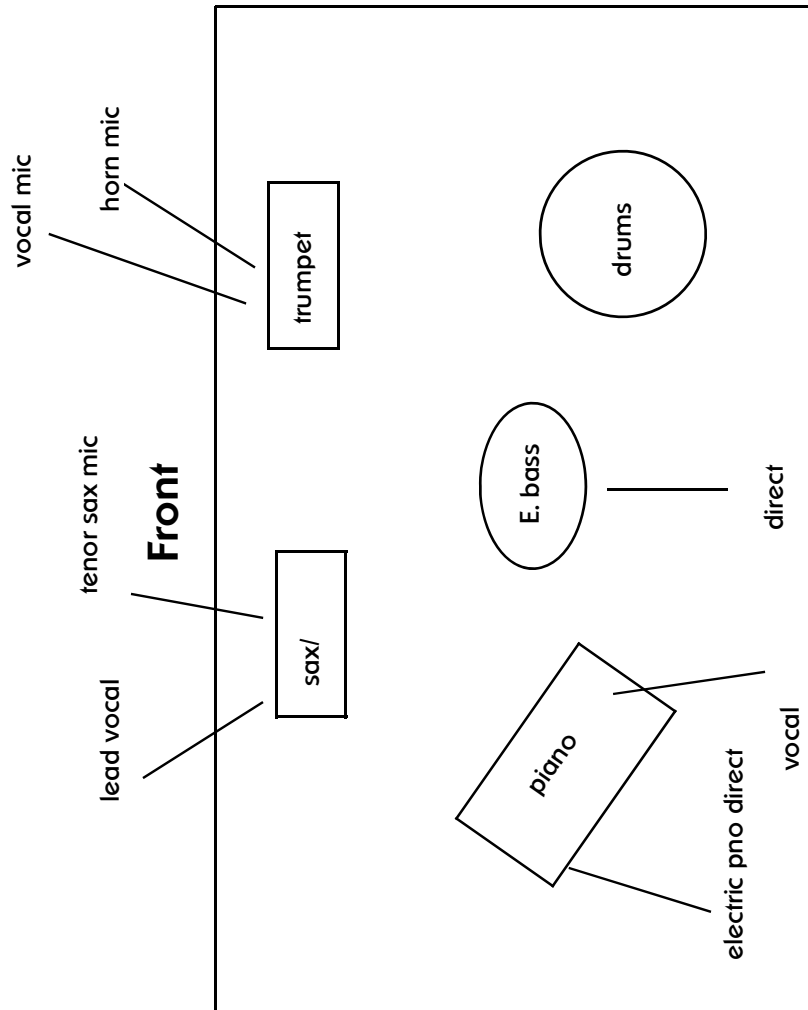 vocal mic
horn mic
trumpet
drums
Front
tenor sax mic
lead vocal
sax/
E. bass
direct
piano
vocal
electric pno direct